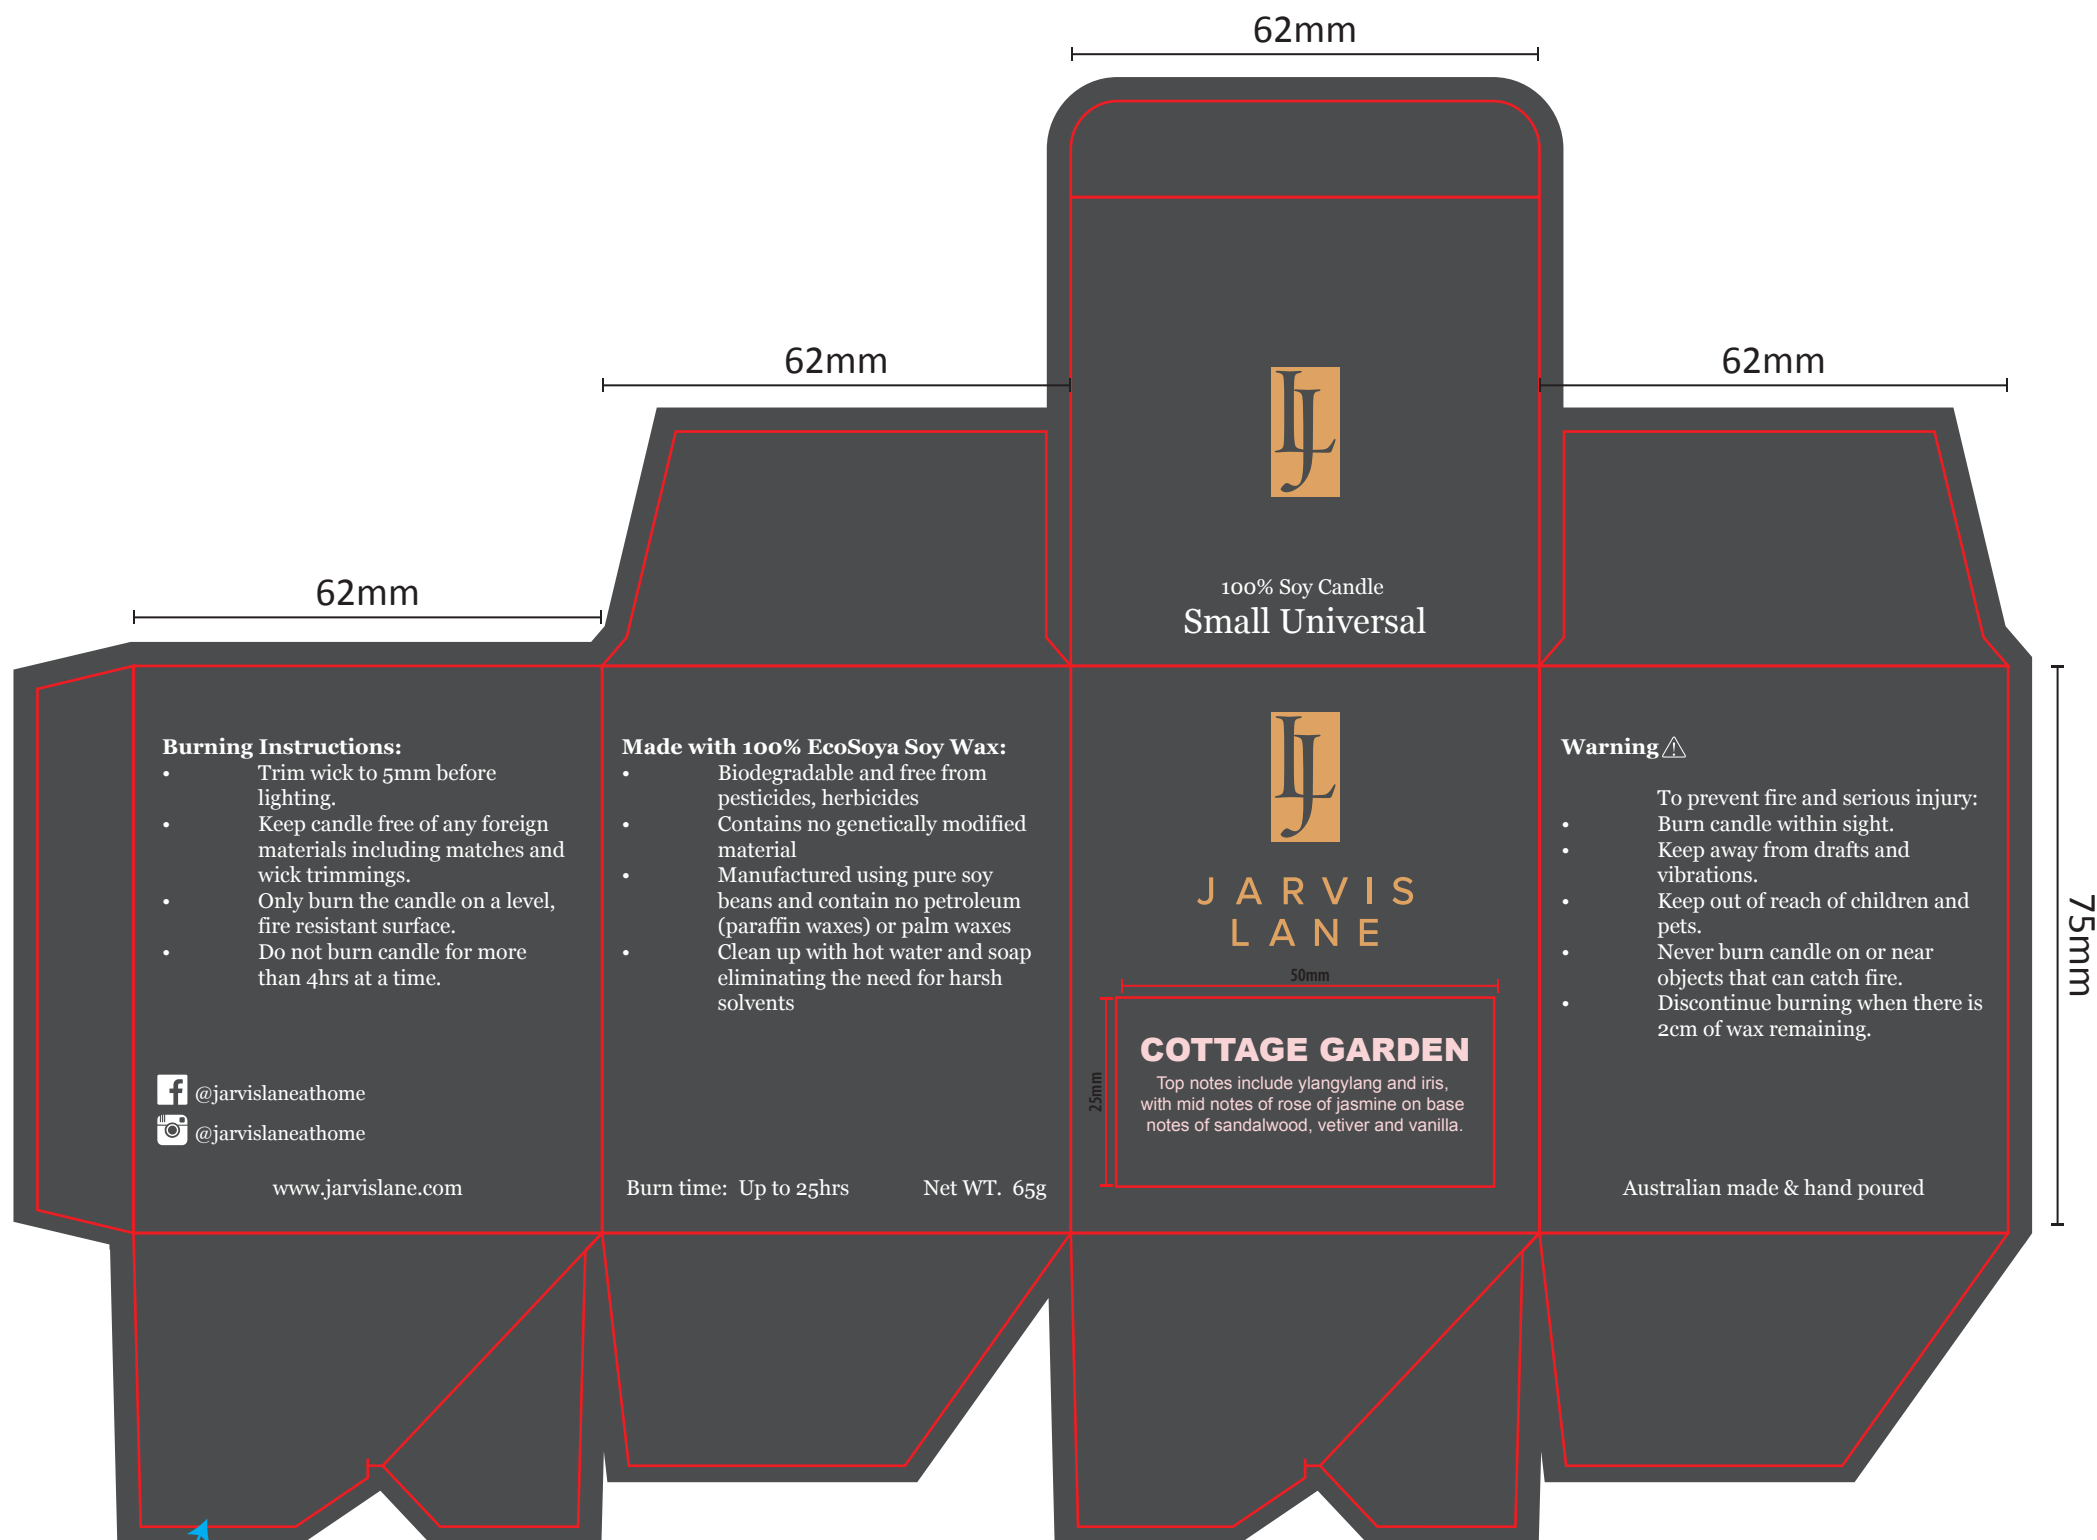 62mm
62mm
62mm
62mm
LJ
100% Soy Candle
Small Universal
Burning Instructions:
• Trim wick to 5mm before
lighting.
• Keep candle free of any foreign
materials including matches and
wick trimmings.
• Only burn the candle on a level,
fire resistant surface.
• Do not burn candle for more
than 4hrs at a time.
@jarvislaneathome
@jarvislaneathome
www.jarvislane.com
Made with 100% EcoSoya Soy Wax:
• Biodegradable and free from
pesticides, herbicides
• Contains no genetically modified
material
• Manufactured using pure soy
beans and contain no petroleum
(paraffin waxes) or palm waxes
• Clean up with hot water and soap
eliminating the need for harsh
solvents
Burn time: Up to 25hrs Net WT. 65g
LJ
JARVIS
LANE
50mm
25mm
COTTAGE GARDEN
Top notes include ylangylang and iris,
with mid notes of rose of jasmine on base
notes of sandalwood, vetiver and vanilla.
Warning ⚠
To prevent fire and serious injury:
• Burn candle within sight.
• Keep away from drafts and
vibrations.
• Keep out of reach of children and
pets.
• Never burn candle on or near
objects that can catch fire.
• Discontinue burning when there is
2cm of wax remaining.
Australian made & hand poured
75mm